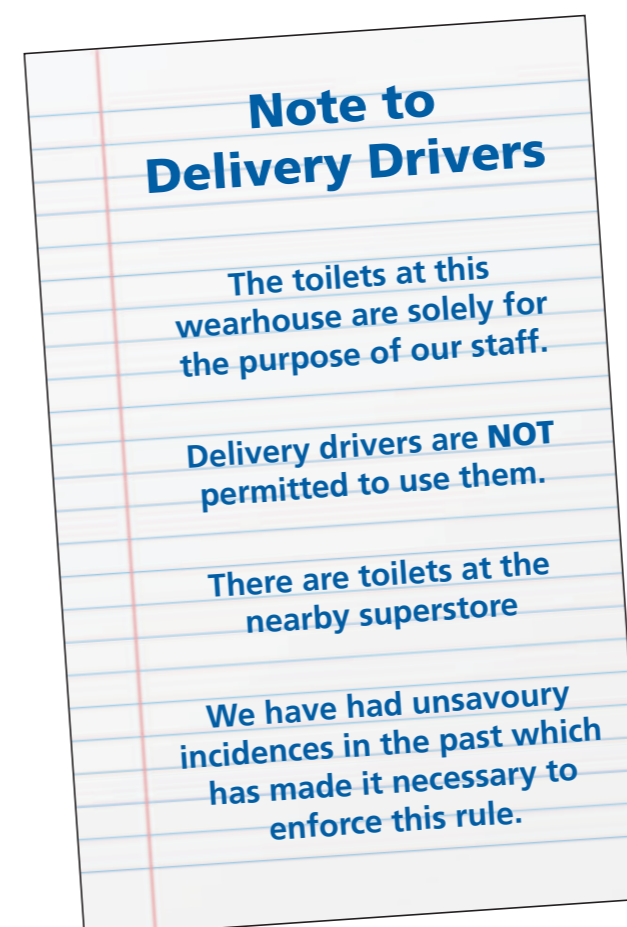 Note to
Delivery Drivers
The toilets at this
wearhouse are solely for
the purpose of our staff.
Delivery drivers are NOT
permitted to use them.
There are toilets at the
nearby superstore
We have had unsavoury
incidences in the past which
has made it necessary to
enforce this rule.